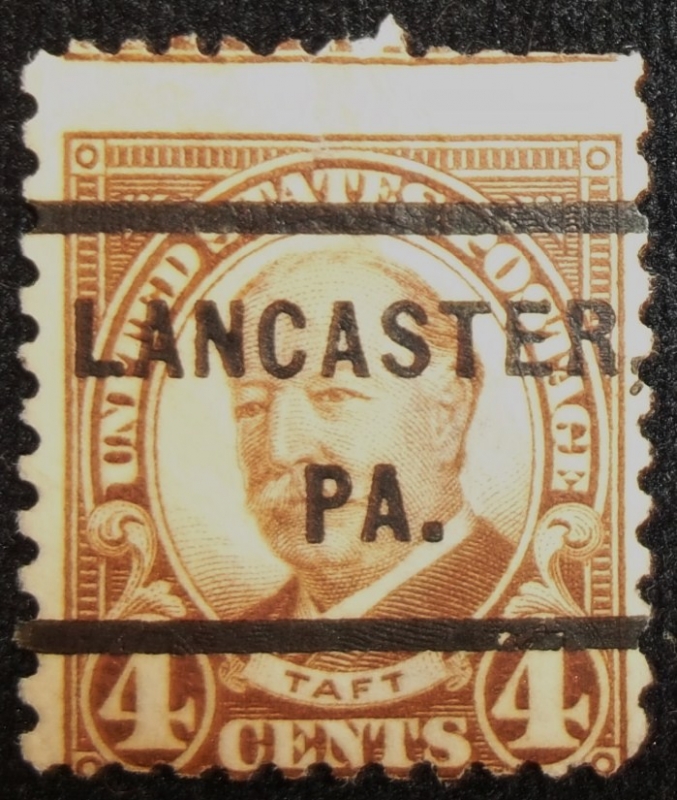 UNITED STATES POSTAGE
LANCASTER,
PA.
TAFT
4 CENTS 4